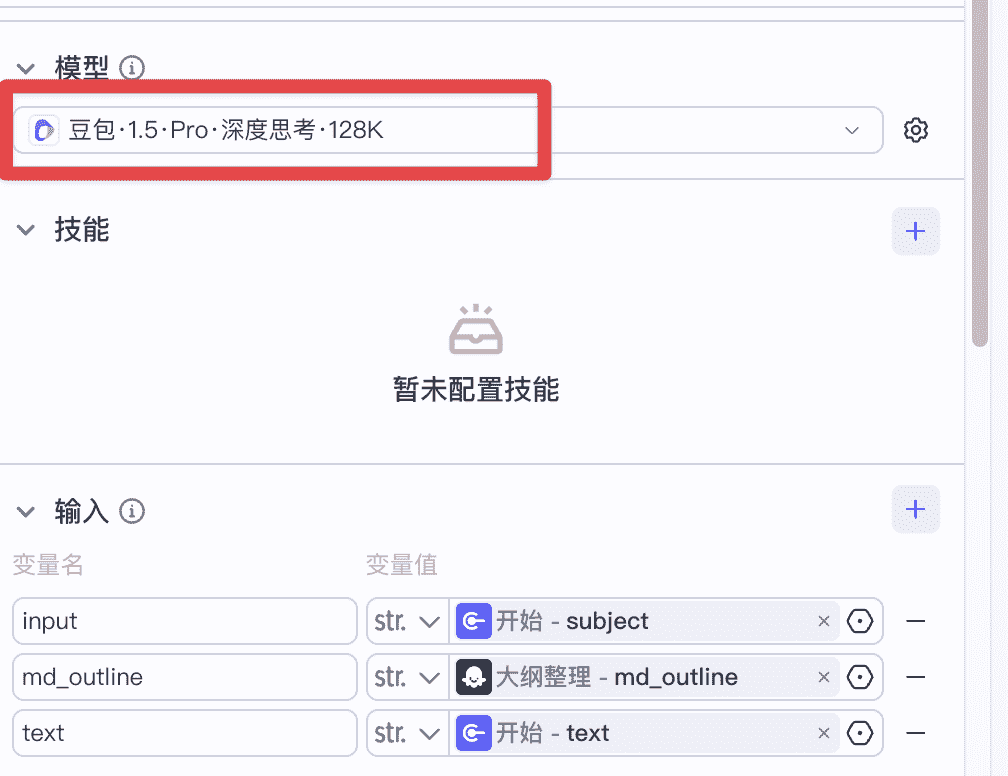 模型
豆包·1.5·Pro·深度思考·128K
技能
暂未配置技能
输入
变量名 变量值
input str. 开始 - subject
md_outline str. 大纲整理 - md_outline
text str. 开始 - text